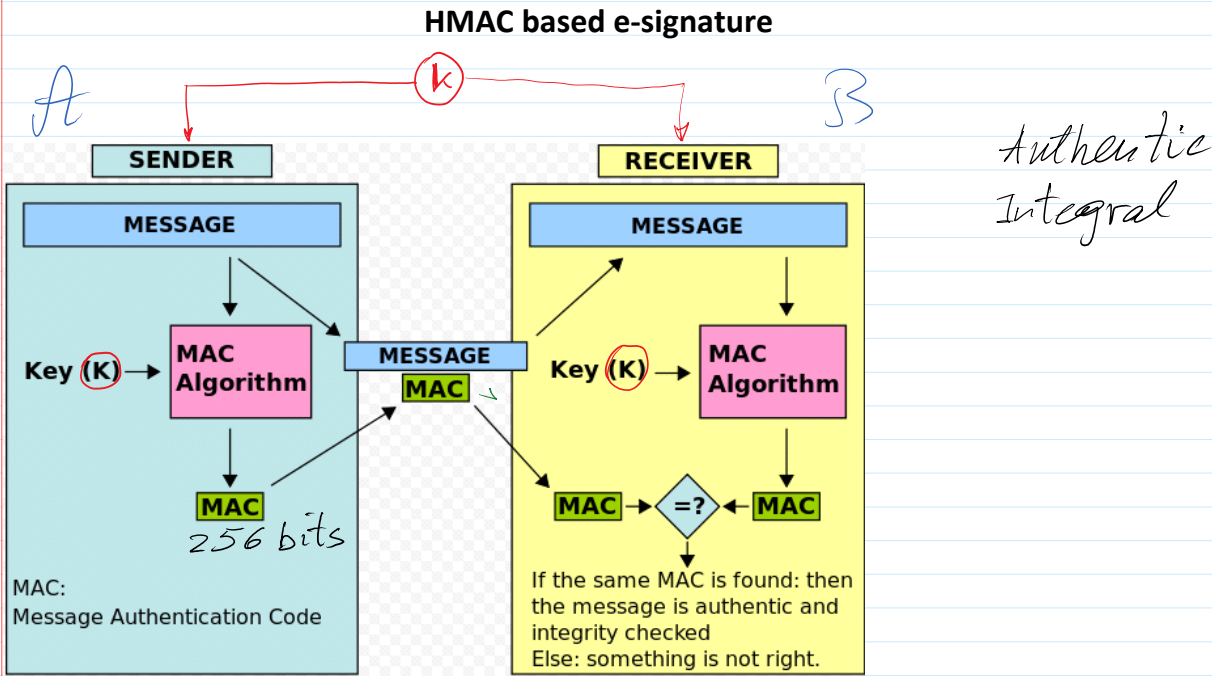 HMAC based e-signature
A
k
B
Authentic
Integral
SENDER
MESSAGE
Key (K)
MAC
Algorithm
MAC
256 bits
MAC:
Message Authentication Code
MESSAGE
MAC
RECEIVER
MESSAGE
Key (K)
MAC
Algorithm
MAC
=?
MAC
If the same MAC is found: then
the message is authentic and
integrity checked
Else: something is not right.